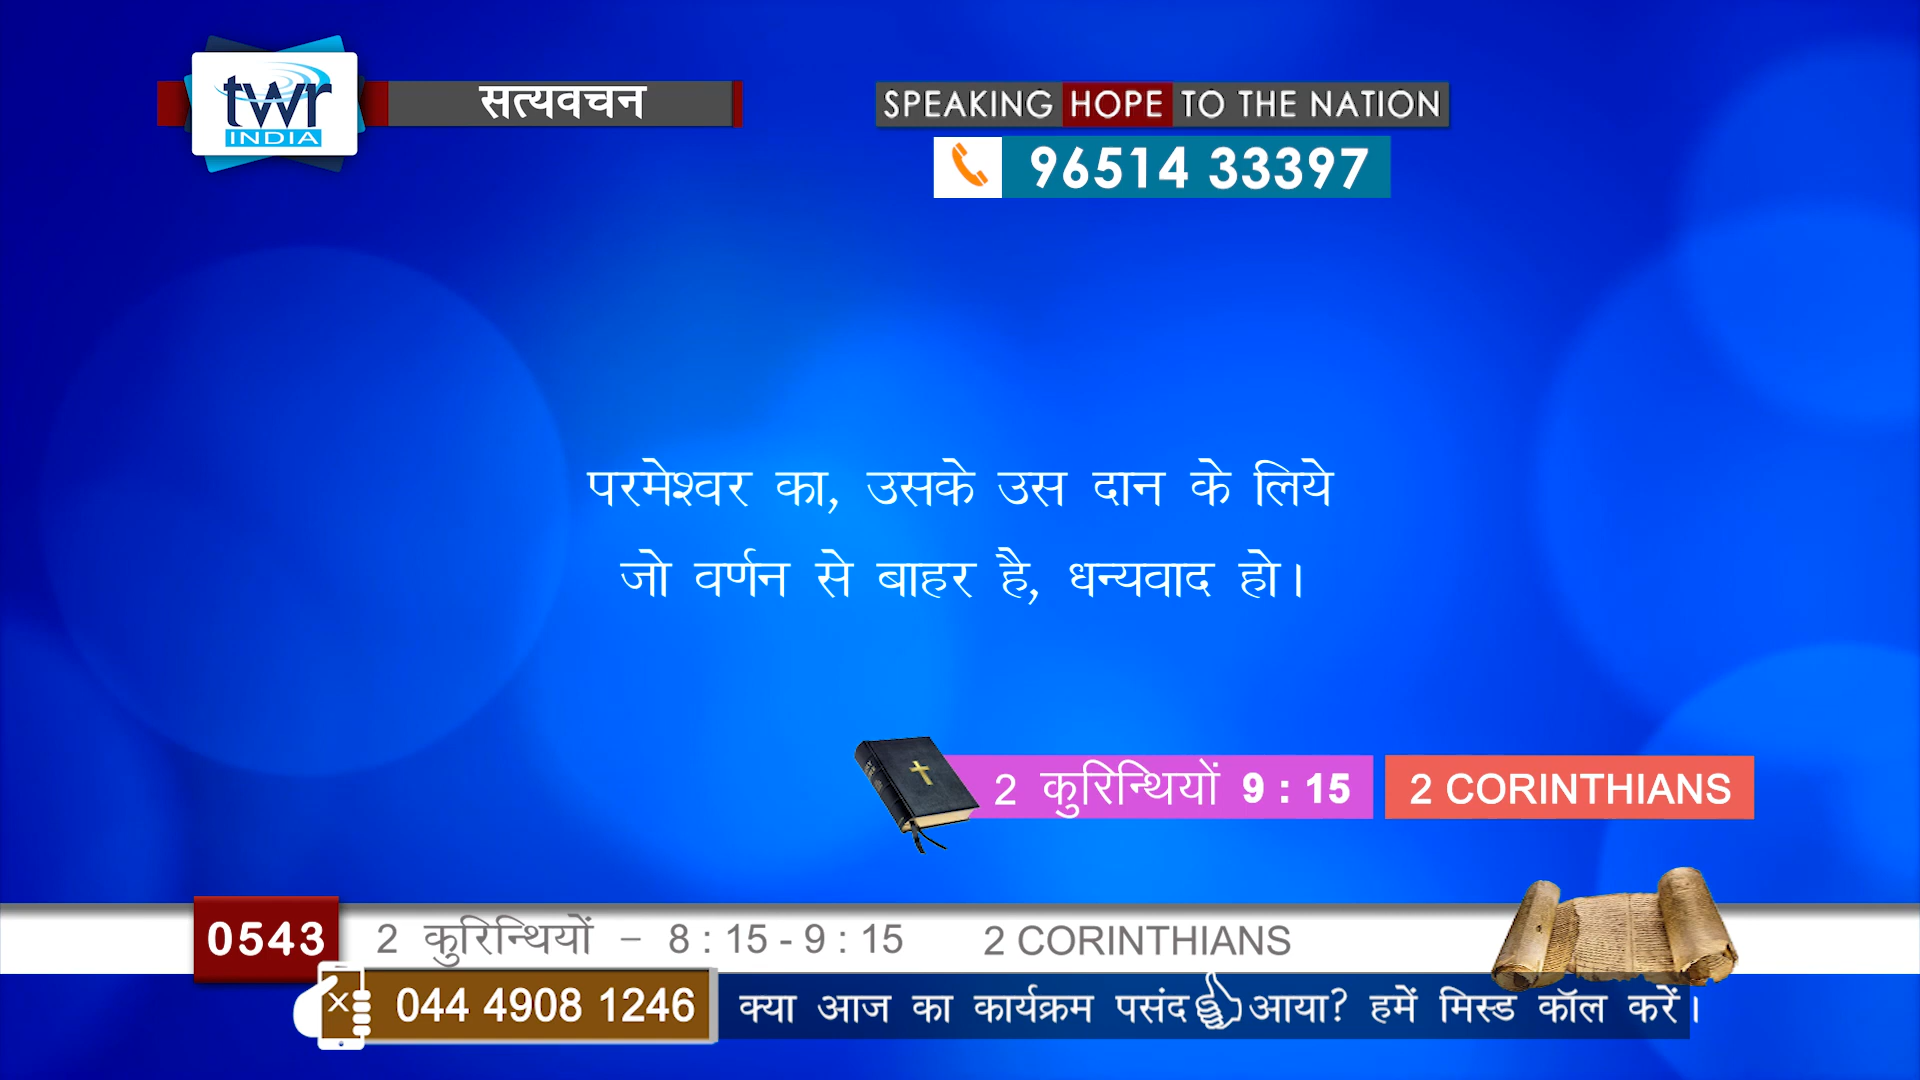 twr
INDIA
सत्यवचन
SPEAKING HOPE TO THE NATION
96514 33397
परमेश्वर का, उसके उस दान के लिये
जो वर्णन से बाहर है, धन्यवाद हो।
2 कुरिन्थियों 9 : 15
2 CORINTHIANS
0543
2 कुरिन्थियों – 8 : 15 - 9 : 15 2 CORINTHIANS
044 4908 1246
क्या आज का कार्यक्रम पसंद आया? हमें मिस्ड कॉल करें।